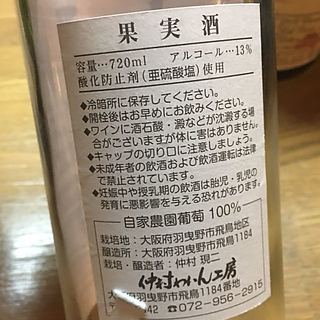 果実酒
容量…720ml アルコール…13%
酸化防止剤(亜硫酸塩)使用
◆冷暗所に保存してください。
◆開栓後はお早めにお飲みください。
◆ワインに酒石酸・澱などが沈澱する場
合がございますが体に害はありません。
◆キャップの切り口に注意しましょう。
◆未成年者の飲酒および飲酒運転は法律
で禁止されています。
◆妊娠中や授乳期の飲酒は胎児・乳児の
発育に悪影響を与える恐れがあります。
自家農園葡萄 100%
栽培地:大阪府羽曳野市飛鳥地区
醸造所:大阪府羽曳野市飛鳥1184
栽培・醸造者:仲村 現二
仲村わいん工房
大阪府羽曳野市飛鳥1184番地
42 ☎072-956-2915